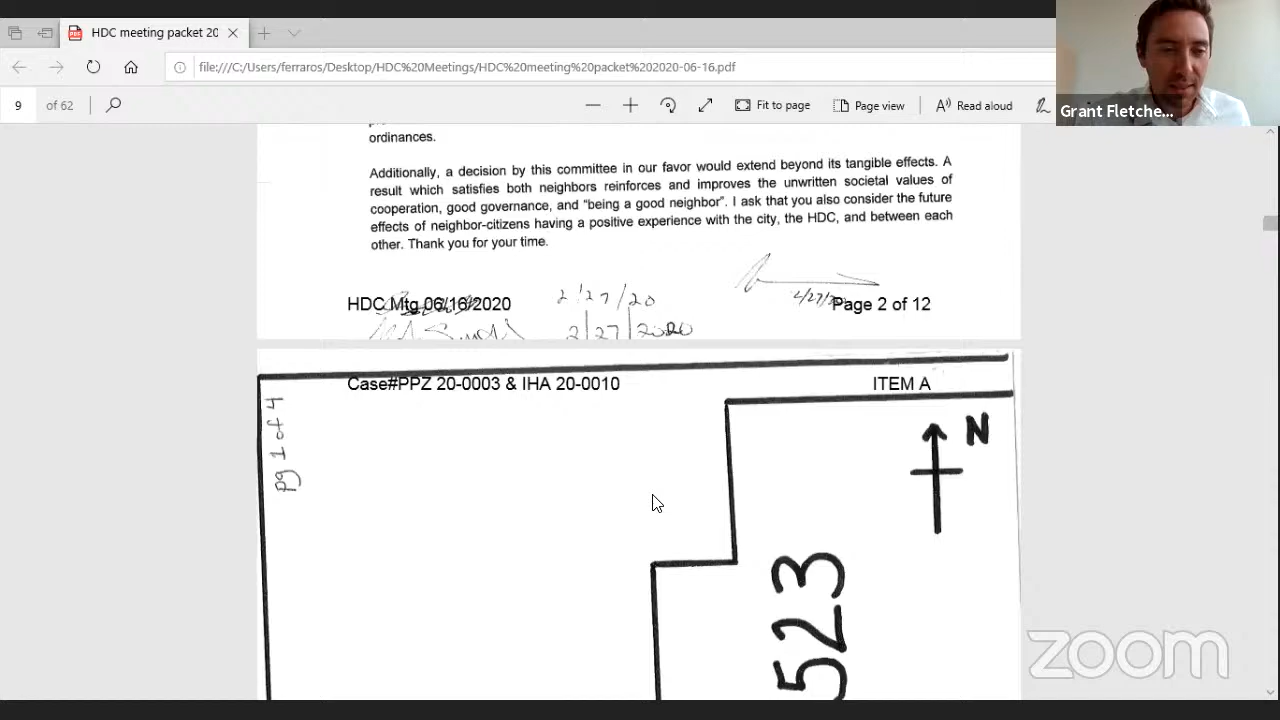 HDC meeting packet 20
file:///C:/Users/ferraros/Desktop/HDC%20Meetings/HDC%20meeting%20packet%202020-06-16.pdf
9 of 62
Fit to page
Page view
Read aloud
Grant Fletche...
ordinances.
Additionally, a decision by this committee in our favor would extend beyond its tangible effects. A
result which satisfies both neighbors reinforces and improves the unwritten societal values of
cooperation, good governance, and “being a good neighbor”. I ask that you also consider the future
effects of neighbor-citizens having a positive experience with the city, the HDC, and between each
other. Thank you for your time.
HDC Mtg 06/16/2020
2/27/20
2/27/20
Page 2 of 12
2/27/2020
Case#PPZ 20-0003 & IHA 20-0010
ITEM A
pg 1 of 4
N
523
zoom